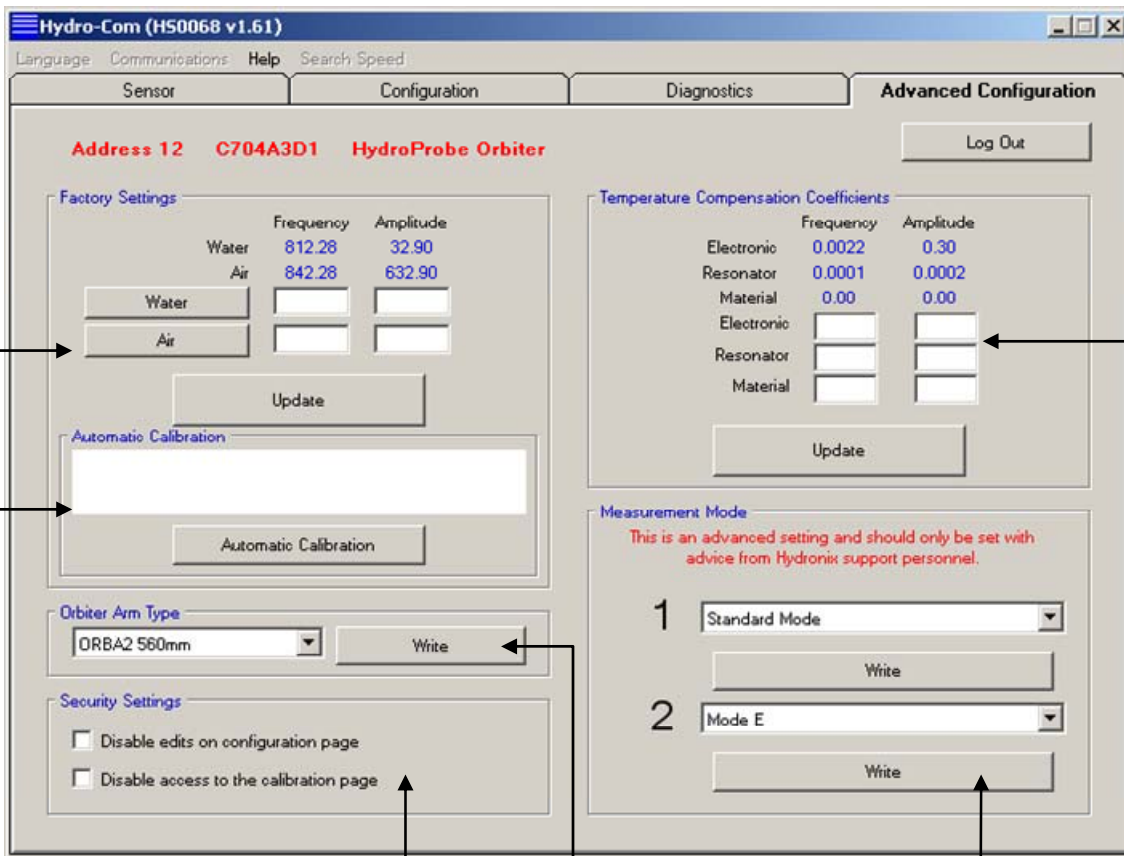 Hydro-Com (HS0068 v1.61)
Language Communications Help Search Speed
Sensor Configuration Diagnostics Advanced Configuration
Address 12 C704A3D1 HydroProbe Orbiter
Log Out
Factory Settings
Frequency Amplitude
Water 812.28 32.90
Air 842.28 632.90
Water
Air
Update
Automatic Calibration
Automatic Calibration
Orbiter Arm Type
ORBA2 560mm Write
Security Settings
Disable edits on configuration page
Disable access to the calibration page
Temperature Compensation Coefficients
Frequency Amplitude
Electronic 0.0022 0.30
Resonator 0.0001 0.0002
Material 0.00 0.00
Electronic
Resonator
Material
Update
Measurement Mode
This is an advanced setting and should only be set with
advice from Hydronix support personnel.
1 Standard Mode
Write
2 Mode E
Write